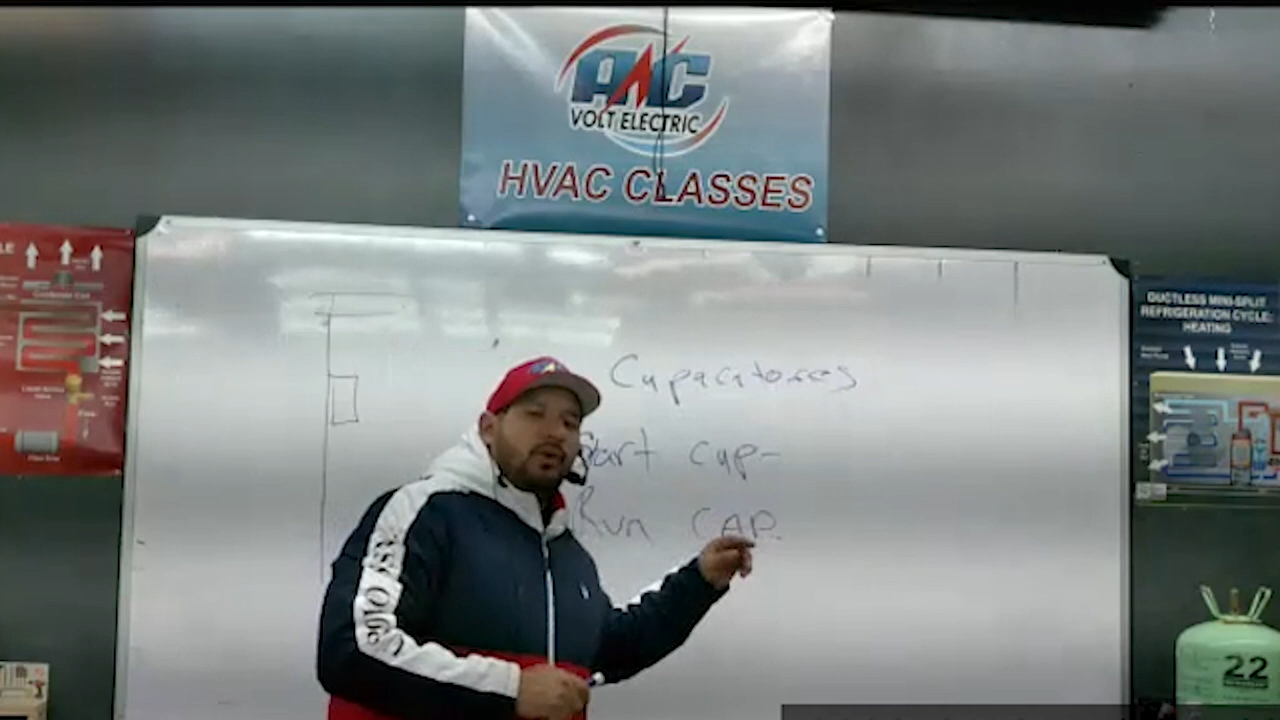 A/C
VOLT ELECTRIC
HVAC CLASSES
DUCTLESS MINI-SPLIT
REFRIGERATION CYCLE:
HEATING
Capacitores
Start cap-
Run CAP.
22